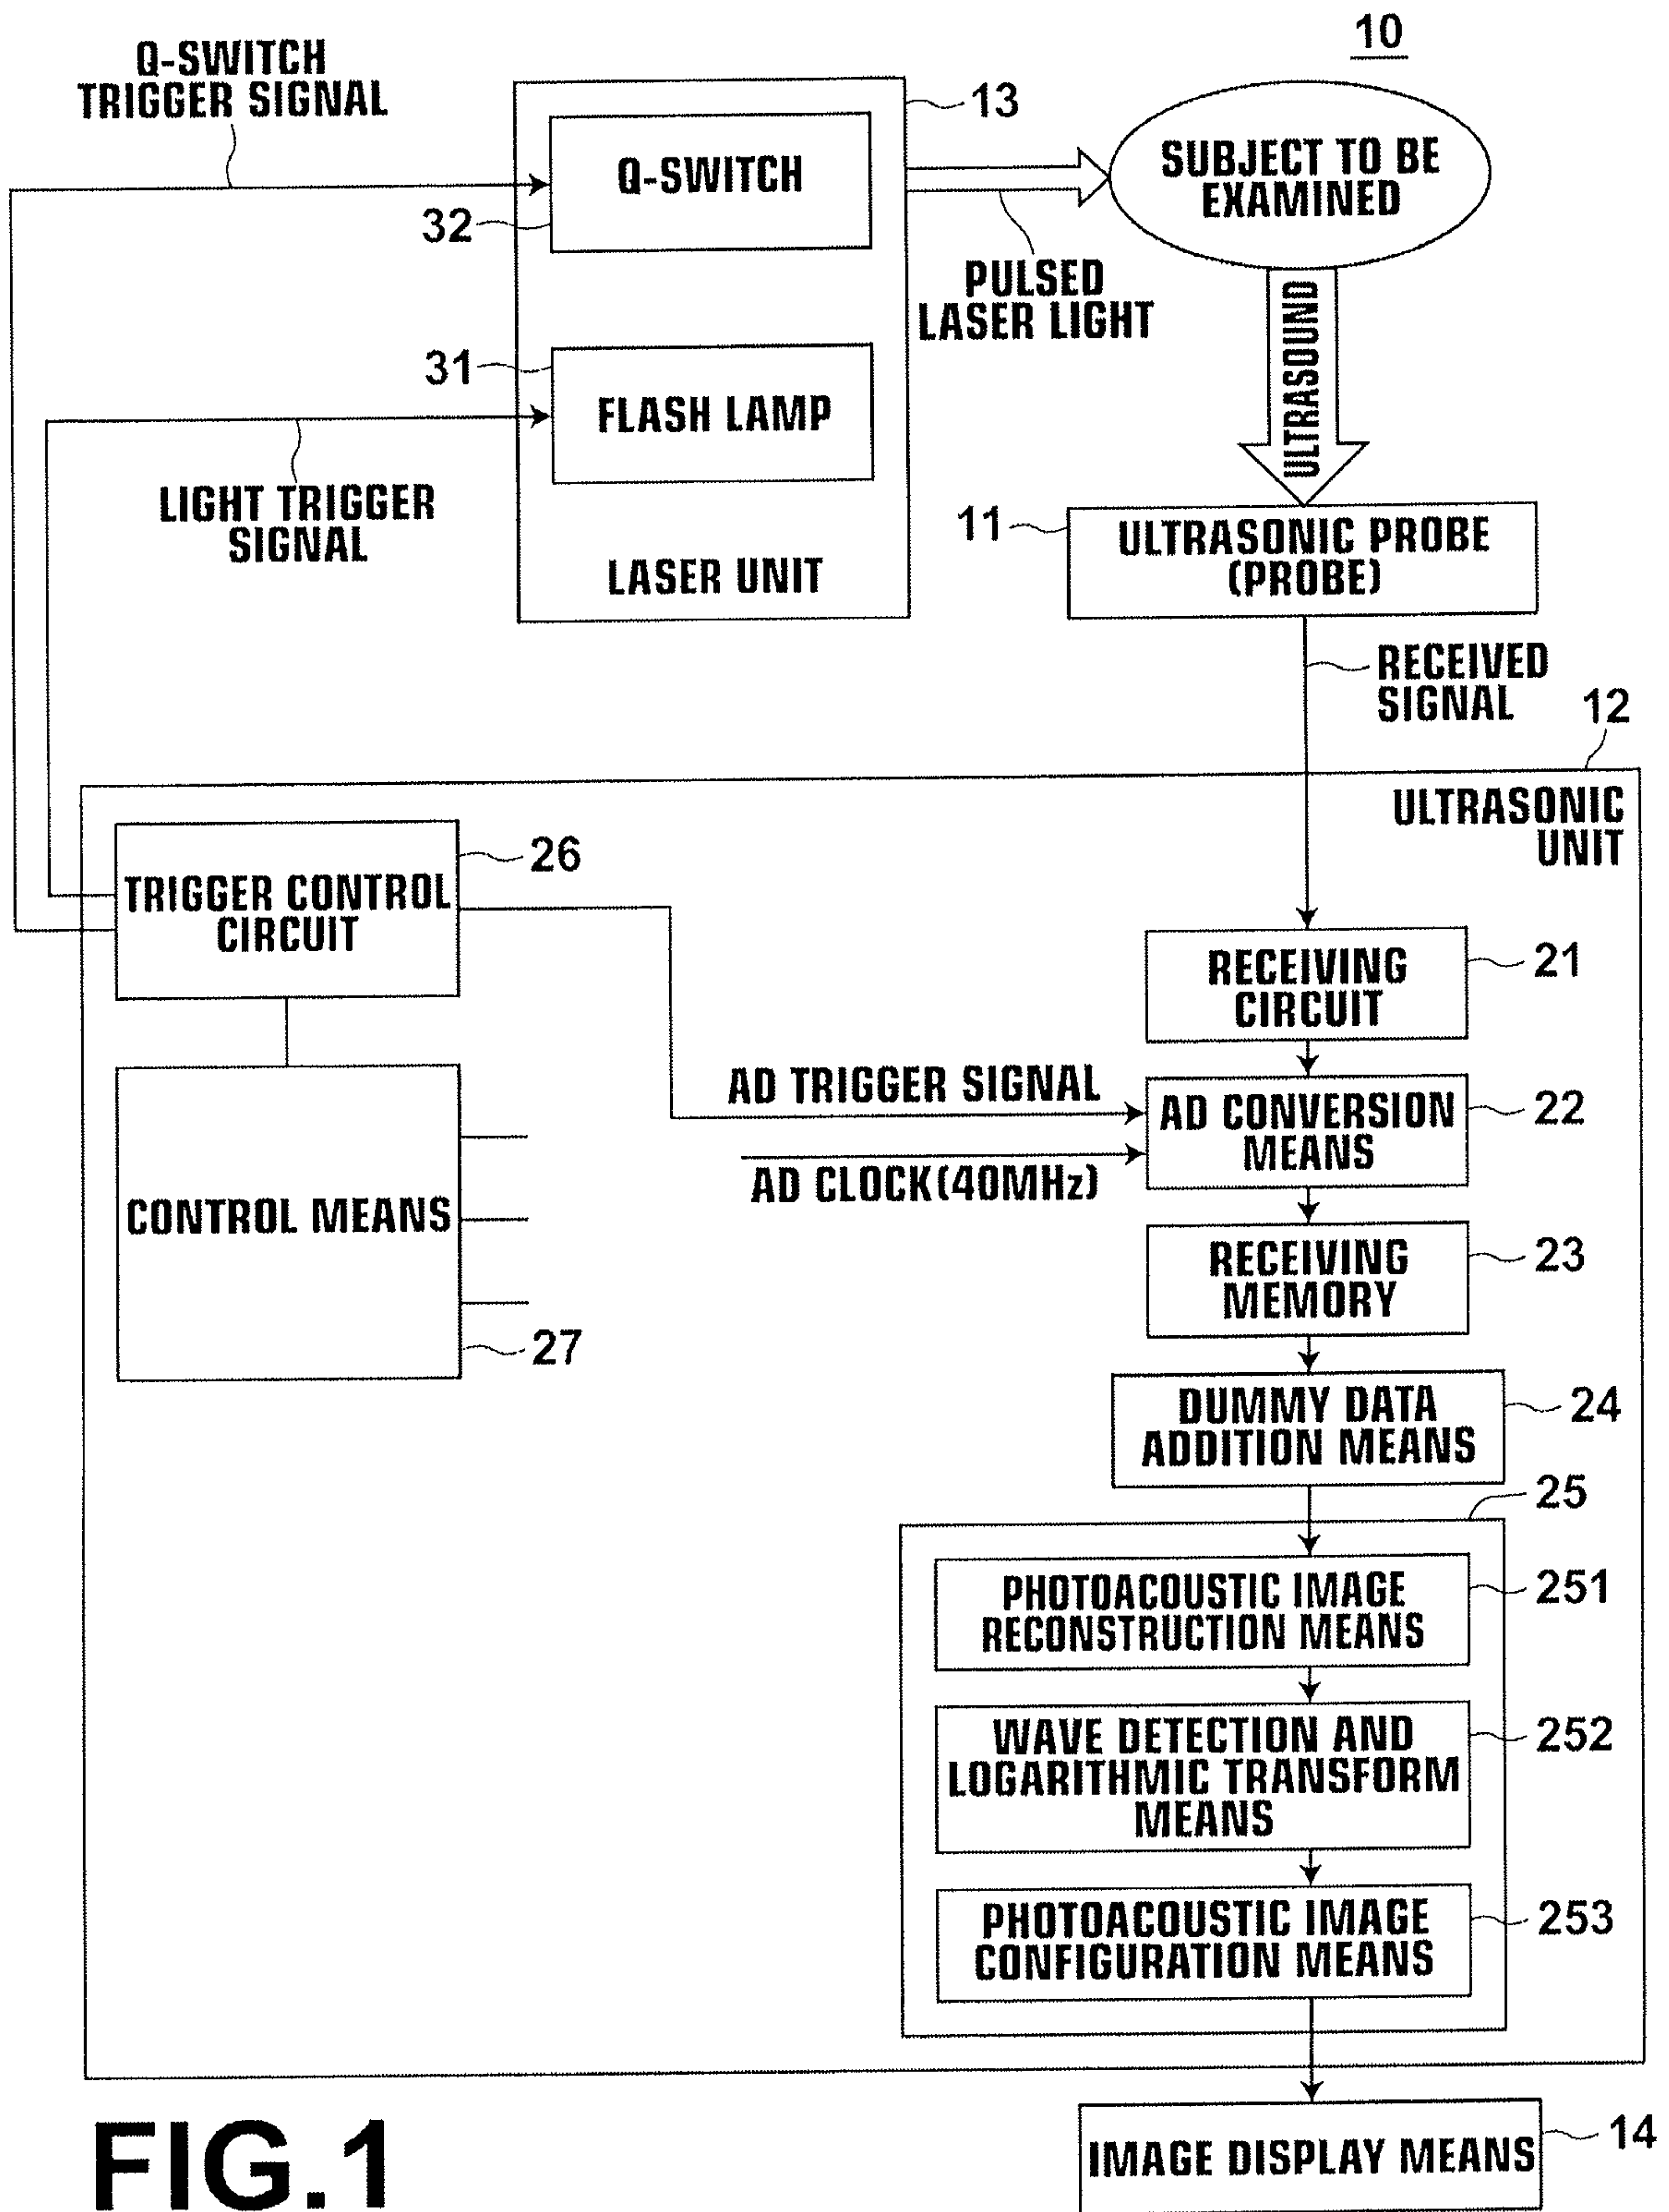 10
Q-SWITCH
TRIGGER SIGNAL
13
Q-SWITCH
32
SUBJECT TO BE
EXAMINED
PULSED
LASER LIGHT
ULTRASOUND
31
FLASH LAMP
LIGHT TRIGGER
SIGNAL
LASER UNIT
11
ULTRASONIC PROBE
(PROBE)
RECEIVED
SIGNAL
12
ULTRASONIC
UNIT
26
TRIGGER CONTROL
CIRCUIT
RECEIVING
CIRCUIT
21
AD TRIGGER SIGNAL
AD CONVERSION
MEANS
22
AD CLOCK(40MHz)
CONTROL MEANS
27
RECEIVING
MEMORY
23
DUMMY DATA
ADDITION MEANS
24
25
PHOTOACOUSTIC IMAGE
RECONSTRUCTION MEANS
251
WAVE DETECTION AND
LOGARITHMIC TRANSFORM
MEANS
252
PHOTOACOUSTIC IMAGE
CONFIGURATION MEANS
253
IMAGE DISPLAY MEANS
14
FIG.1